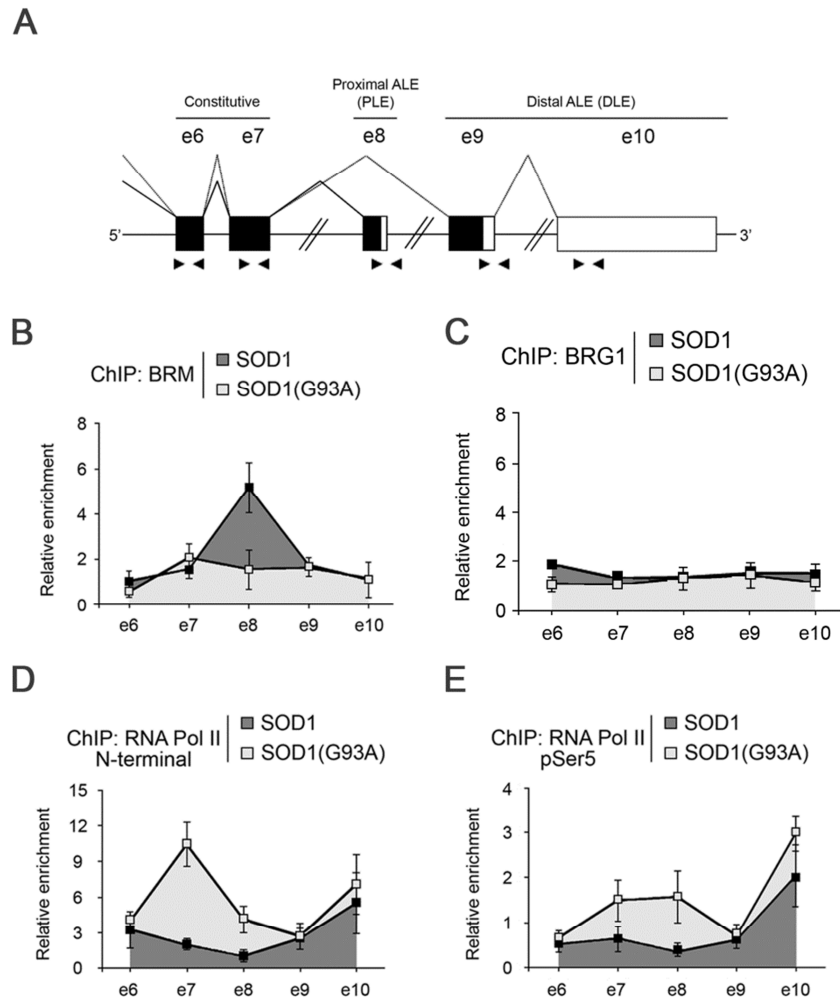 A
Constitutive
Proximal ALE
(PLE)
Distal ALE (DLE)
e6
e7
e8
e9
e10
5’
3’
B
ChIP: BRM
SOD1
SOD1(G93A)
Relative enrichment
8
6
4
2
0
e6
e7
e8
e9
e10
C
ChIP: BRG1
SOD1
SOD1(G93A)
Relative enrichment
8
6
4
2
0
e6
e7
e8
e9
e10
D
ChIP: RNA Pol II
N-terminal
SOD1
SOD1(G93A)
Relative enrichment
15
12
9
6
3
0
e6
e7
e8
e9
e10
E
ChIP: RNA Pol II
pSer5
SOD1
SOD1(G93A)
Relative enrichment
4
3
2
1
0
e6
e7
e8
e9
e10